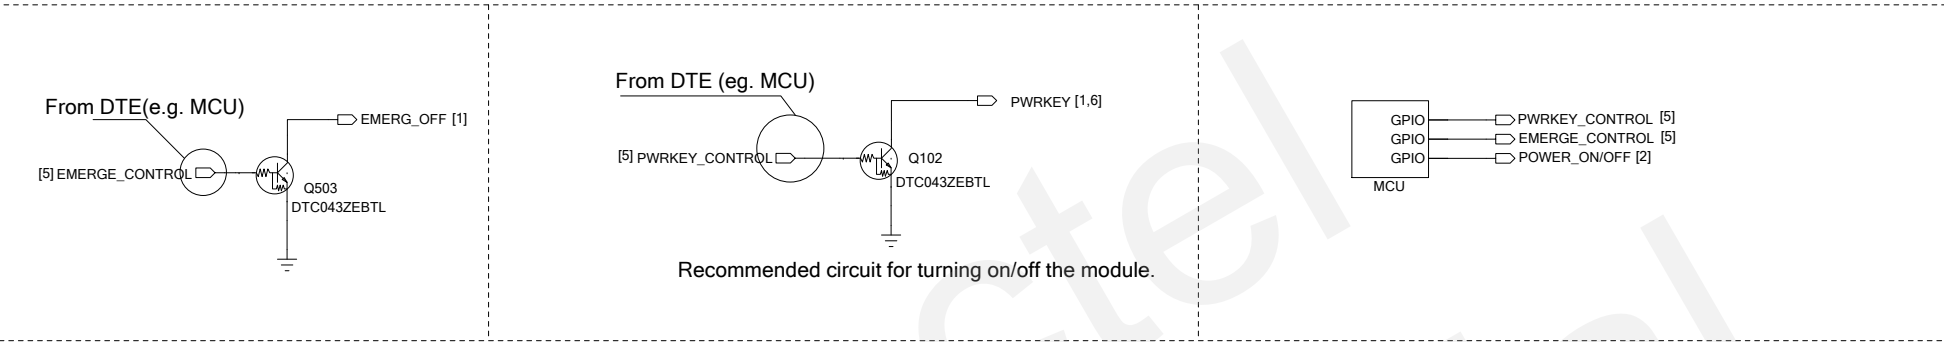 From DTE(e.g. MCU)
EMERG_OFF [1]
[5] EMERGE_CONTROL
Q503
DTC043ZEBTL
From DTE (eg. MCU)
PWRKEY [1,6]
[5] PWRKEY_CONTROL
Q102
DTC043ZEBTL
Recommended circuit for turning on/off the module.
GPIO PWRKEY_CONTROL [5]
GPIO EMERGE_CONTROL [5]
GPIO POWER_ON/OFF [2]
MCU